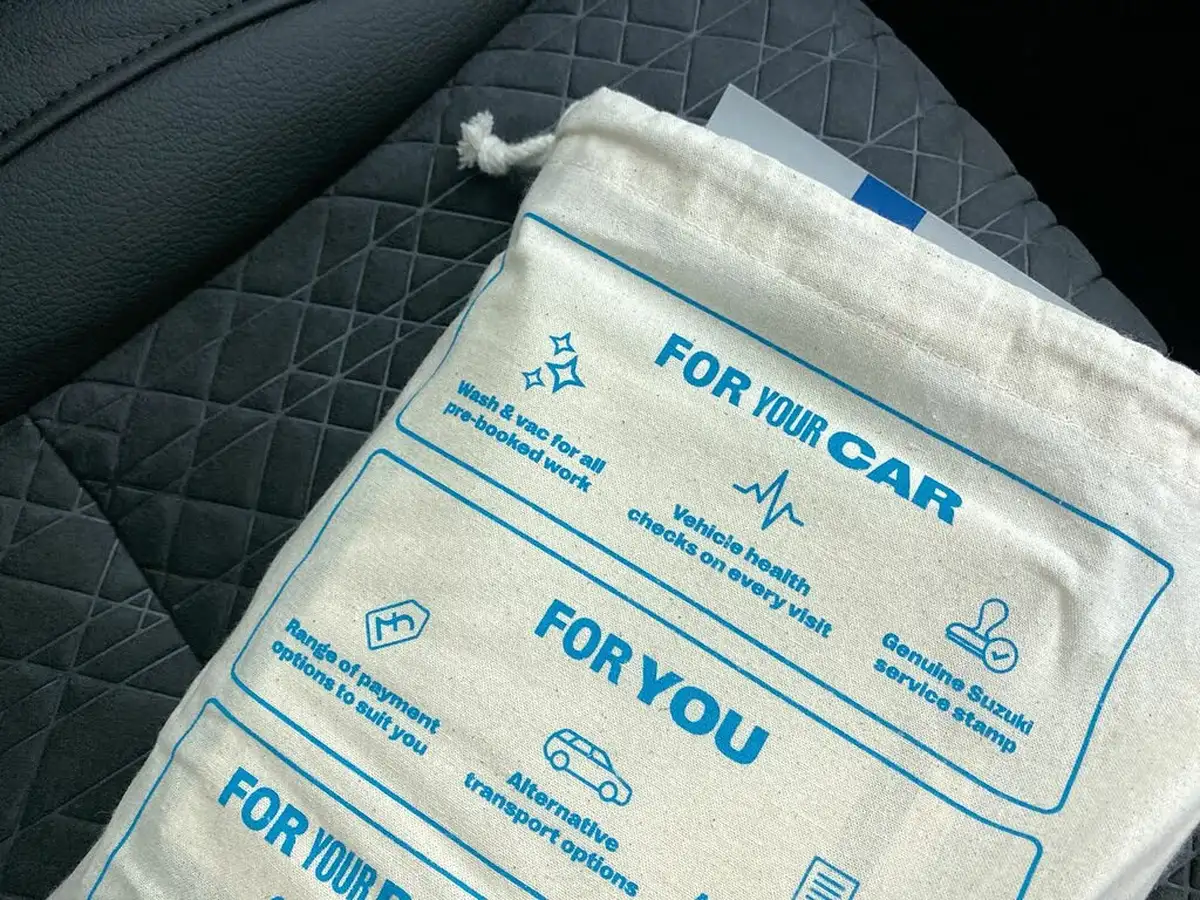 FOR YOUR CAR
Wash & vac for all
pre-booked work
Vehicle health
checks on every visit
Genuine Suzuki
service stamp
FOR YOU
Range of payment
options to suit you
Alternative
transport options
FOR YOUR